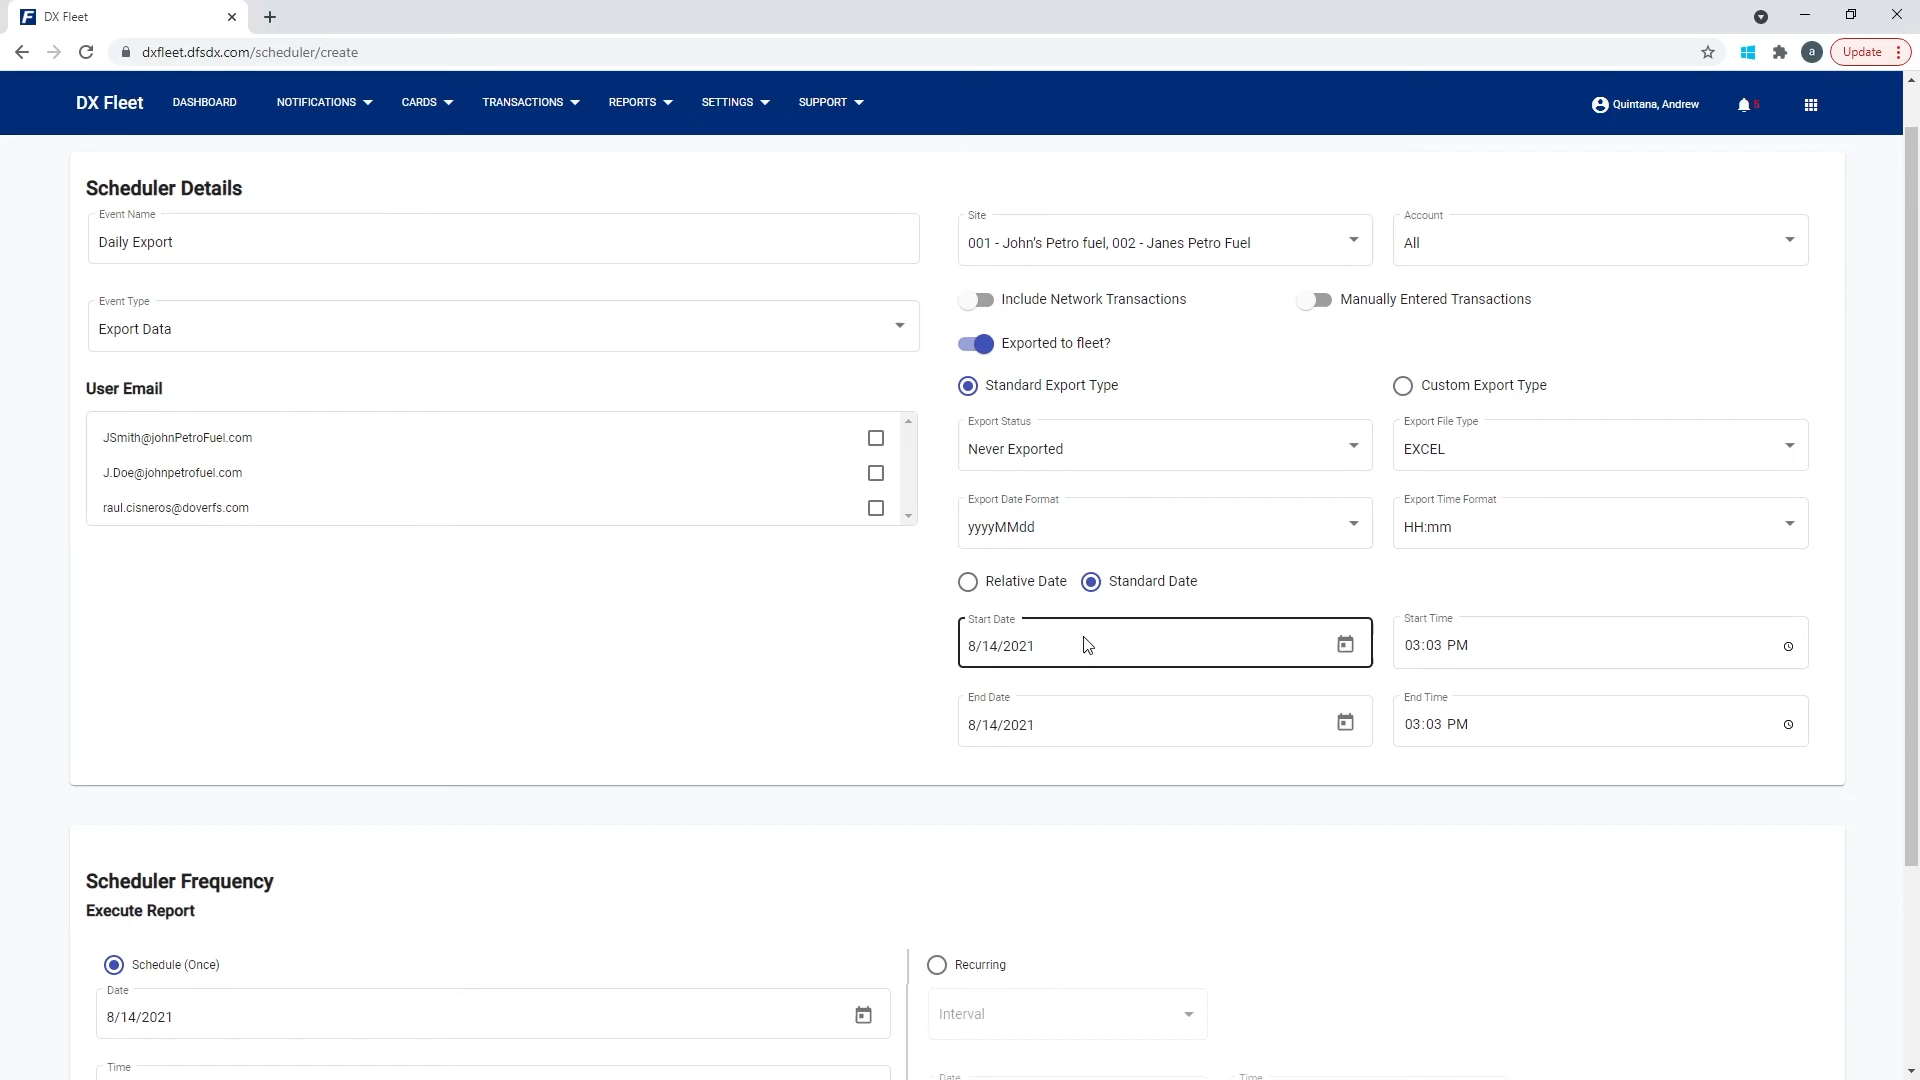 DX Fleet
dxfleet.dfsdx.com/scheduler/create
a
Update
DX Fleet
DASHBOARD
NOTIFICATIONS
CARDS
TRANSACTIONS
REPORTS
SETTINGS
SUPPORT
Quintana, Andrew
5
Scheduler Details
Event Name
Daily Export
Site
001 - John's Petro fuel, 002 - Janes Petro Fuel
Account
All
Event Type
Export Data
Include Network Transactions
Manually Entered Transactions
Exported to fleet?
User Email
Standard Export Type
Custom Export Type
JSmith@johnPetroFuel.com
J.Doe@johnpetrofuel.com
raul.cisneros@doverfs.com
Export Status
Never Exported
Export File Type
EXCEL
Export Date Format
yyyyMMdd
Export Time Format
HH:mm
Relative Date
Standard Date
Start Date
8/14/2021
Start Time
03:03 PM
End Date
8/14/2021
End Time
03:03 PM
Scheduler Frequency
Execute Report
Schedule (Once)
Recurring
Date
8/14/2021
Interval
Time
Date
Time